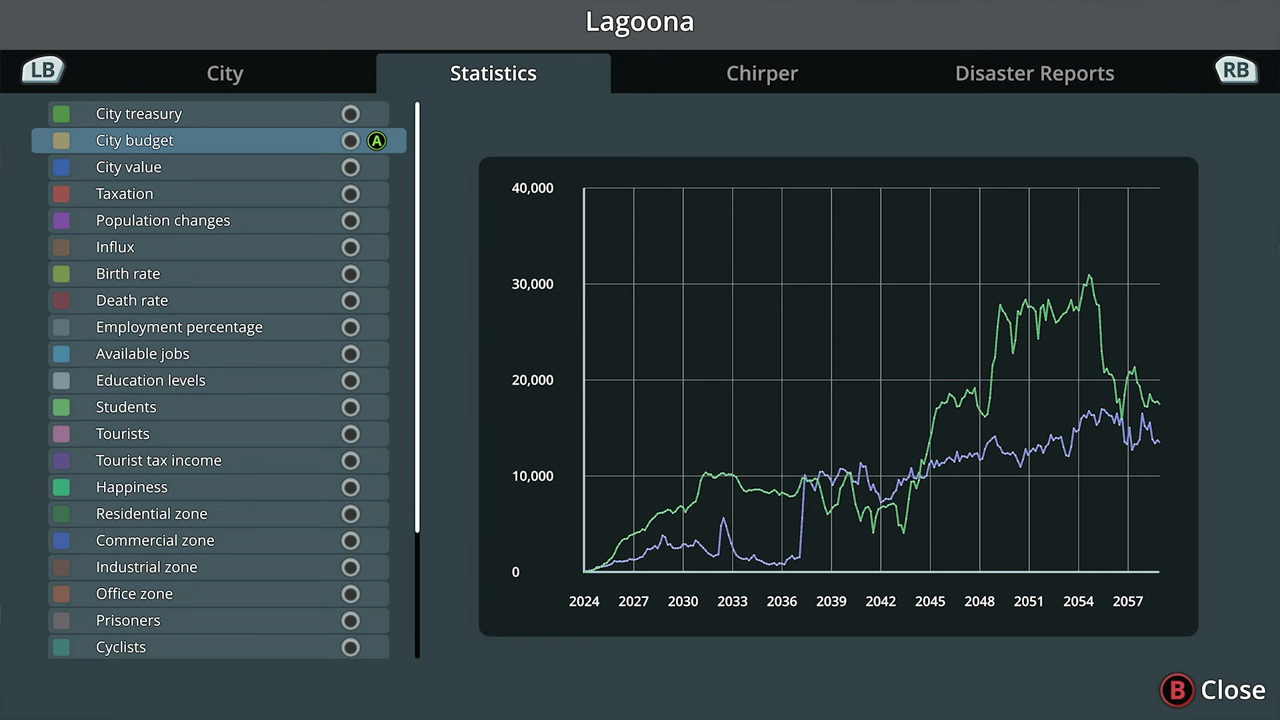 Lagoona
LB City Statistics Chirper Disaster Reports RB
City treasury
City budget A
City value
Taxation
Population changes
Influx
Birth rate
Death rate
Employment percentage
Available jobs
Education levels
Students
Tourists
Tourist tax income
Happiness
Residential zone
Commercial zone
Industrial zone
Office zone
Prisoners
Cyclists
40,000
30,000
20,000
10,000
0
2024 2027 2030 2033 2036 2039 2042 2045 2048 2051 2054 2057
B Close